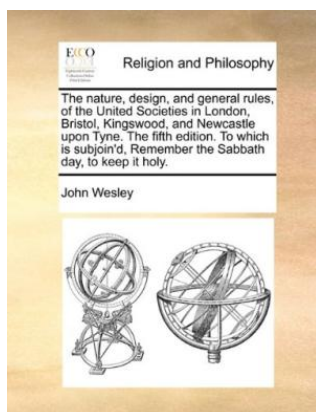 ECCO
Religion and Philosophy
The nature, design, and general rules,
of the United Societies in London,
Bristol, Kingswood, and Newcastle
upon Tyne. The fifth edition. To which
is subjoin'd, Remember the Sabbath
day, to keep it holy.
John Wesley